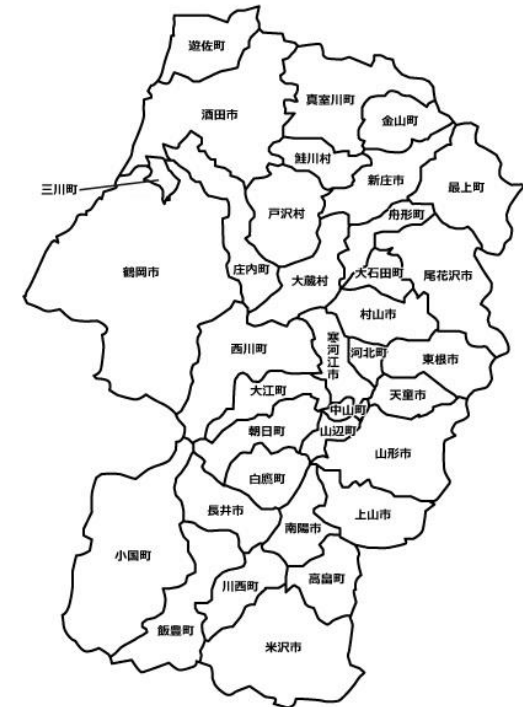 遊佐町
酒田市
真室川町
金山町
鮭川村
新庄市
最上町
三川町
戸沢村
舟形町
鶴岡市
庄内町
大蔵村
大石田町
尾花沢市
村山市
西川町
寒河江市
河北町
東根市
大江町
天童市
中山町
朝日町
山辺町
山形市
白鷹町
長井市
南陽市
上山市
小国町
川西町
高畠町
飯豊町
米沢市